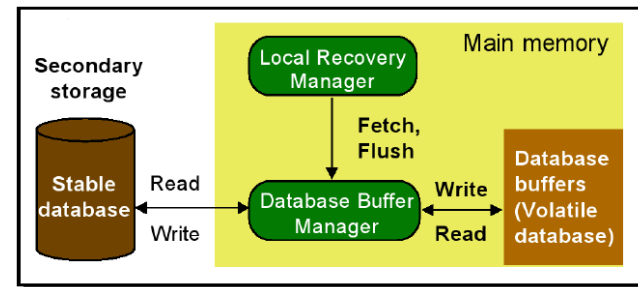 Main memory
Secondary
storage
Local Recovery
Manager
Fetch,
Flush
Stable
database
Read
Write
Database Buffer
Manager
Write
Read
Database
buffers
(Volatile
database)